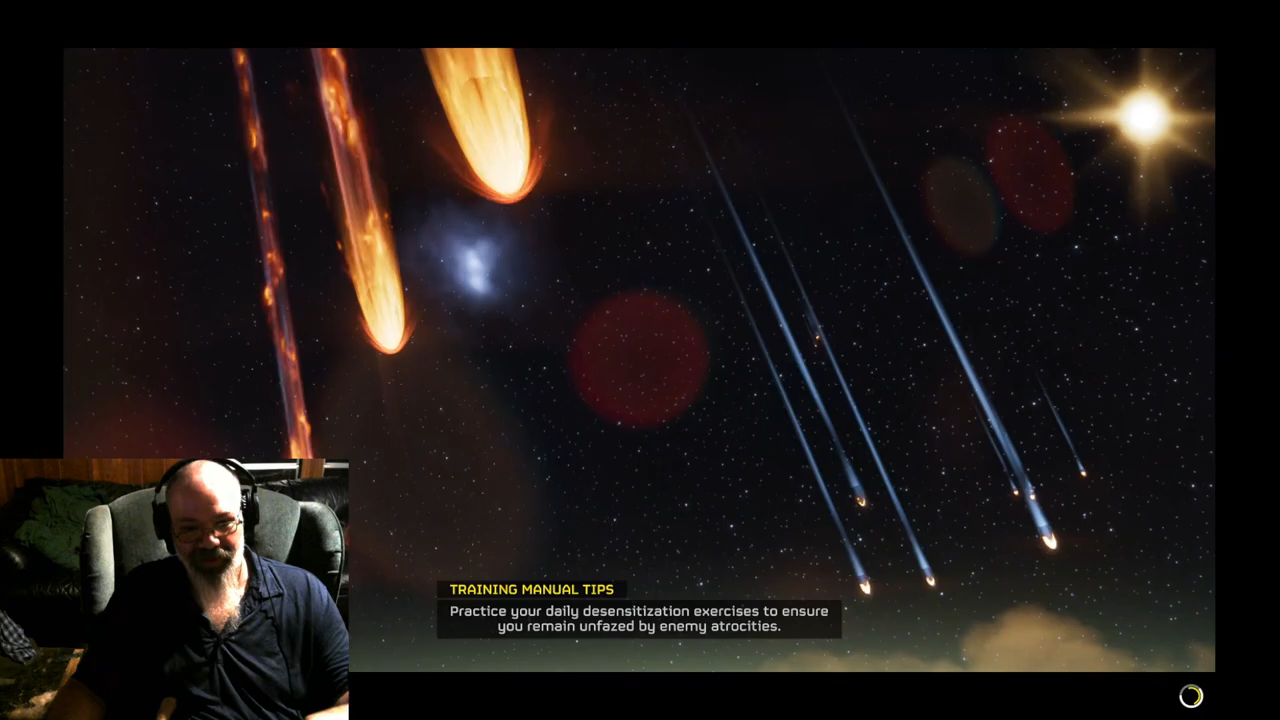 TRAINING MANUAL TIPS
Practice your daily desensitization exercises to ensure
you remain unfazed by enemy atrocities.